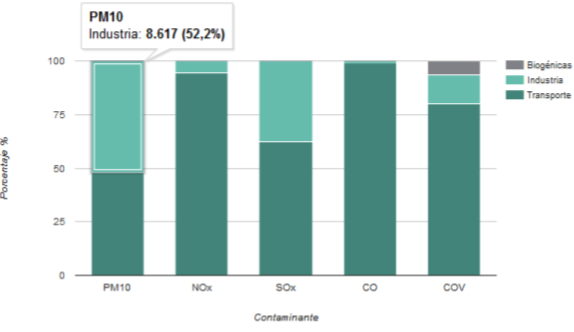 PM10
Industria: 8.617 (52,2%)
100
75
50
25
0
Porcentaje %
PM10
NOx
SOx
CO
COV
Contaminante
Biogénicas
Industria
Transporte